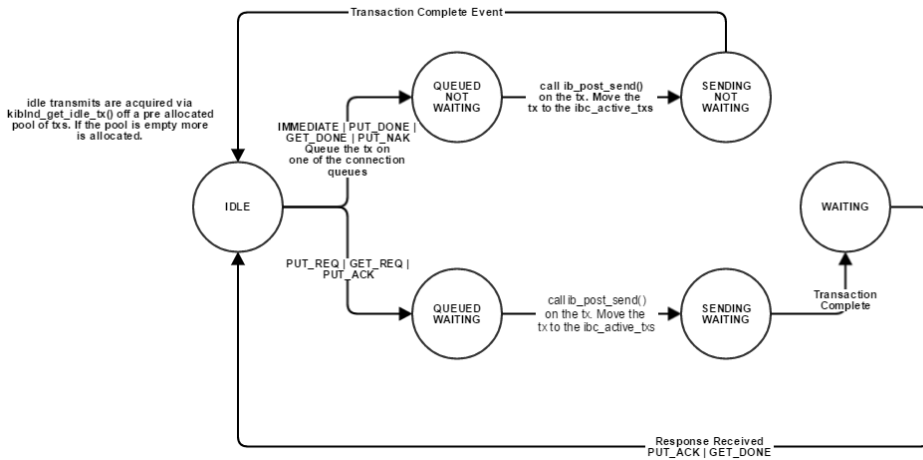 Transaction Complete Event
idle transmits are acquired via
kiblnd_get_idle_tx() off a pre allocated
pool of txs. If the pool is empty more
is allocated.
QUEUED
NOT
WAITING
call ib_post_send()
on the tx. Move the
tx to the ibc_active_txs
SENDING
NOT
WAITING
IMMEDIATE | PUT_DONE |
GET_DONE | PUT_NAK
Queue the tx on
one of the connection
queues
IDLE
WAITING
PUT_REQ | GET_REQ |
PUT_ACK
QUEUED
WAITING
call ib_post_send()
on the tx. Move the
tx to the ibc_active_txs
SENDING
WAITING
Transaction
Complete
Response Received
PUT_ACK | GET_DONE